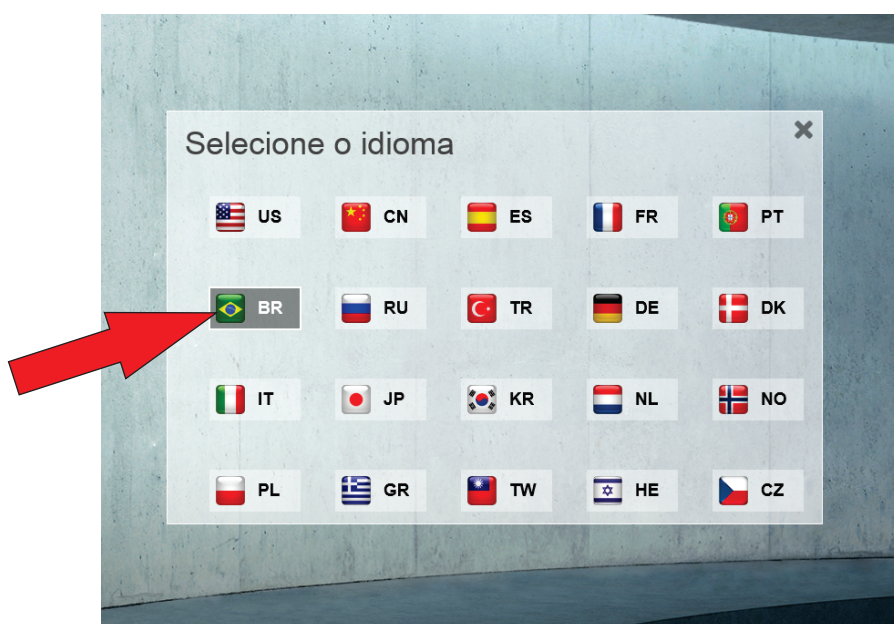 Selecione o idioma
US CN ES FR PT
BR RU TR DE DK
IT JP KR NL NO
PL GR TW HE CZ